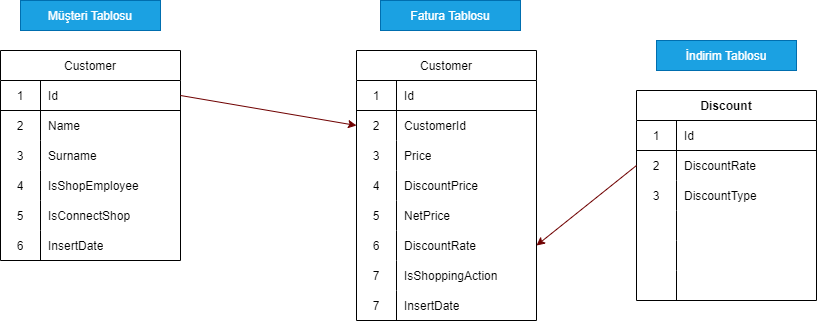 Müşteri Tablosu
Customer
1 Id
2 Name
3 Surname
4 IsShopEmployee
5 IsConnectShop
6 InsertDate
Fatura Tablosu
Customer
1 Id
2 CustomerId
3 Price
4 DiscountPrice
5 NetPrice
6 DiscountRate
7 IsShoppingAction
7 InsertDate
İndirim Tablosu
Discount
1 Id
2 DiscountRate
3 DiscountType